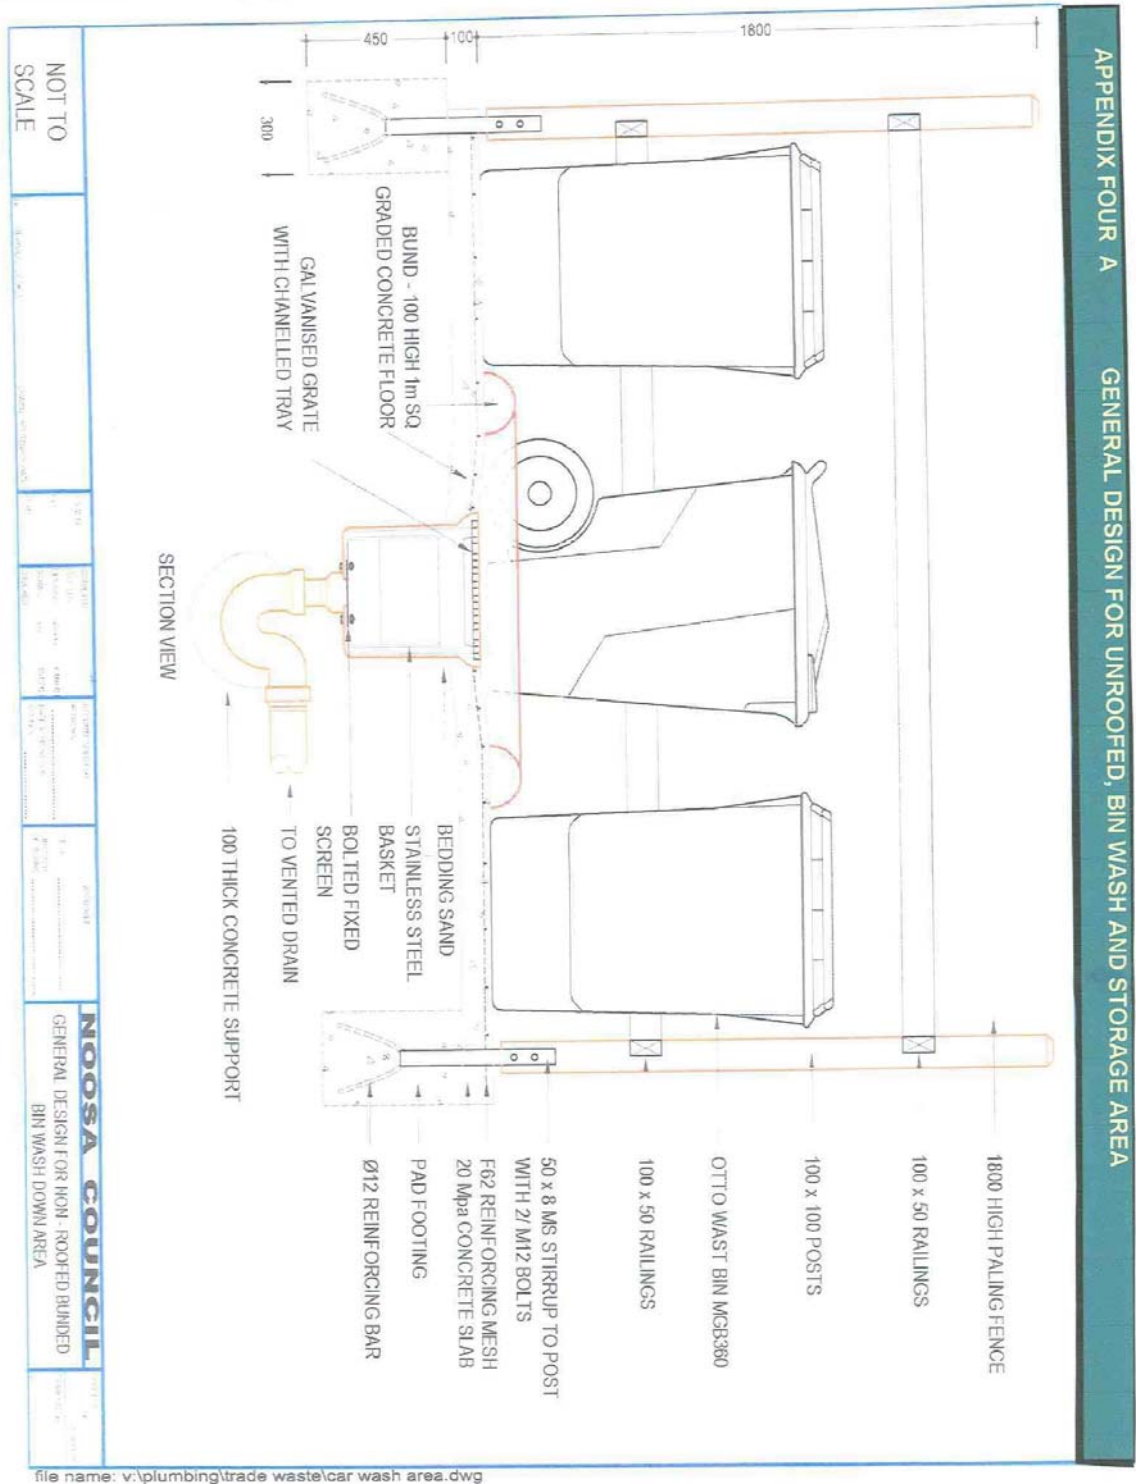 APPENDIX FOUR A GENERAL DESIGN FOR UNROOFED, BIN WASH AND STORAGE AREA
1800
100
450
300
1800 HIGH PALING FENCE
100 x 50 RAILINGS
100 x 100 POSTS
OTTO WAST BIN MGB360
100 x 50 RAILINGS
50 x 8 MS STIRRUP TO POST
WITH 2/ M12 BOLTS
F62 REINFORCING MESH
20 Mpa CONCRETE SLAB
PAD FOOTING
Ø12 REINFORCING BAR
BUND - 100 HIGH 1m SQ
GRADED CONCRETE FLOOR
GALVANISED GRATE
WITH CHANELLED TRAY
BEDDING SAND
STAINLESS STEEL
BASKET
BOLTED FIXED
SCREEN
TO VENTED DRAIN
100 THICK CONCRETE SUPPORT
SECTION VIEW
NOT TO
SCALE
NOOSA COUNCIL
GENERAL DESIGN FOR NON - ROOFED BUNDED
BIN WASH DOWN AREA
file name: v:\plumbing\trade waste\car wash area.dwg